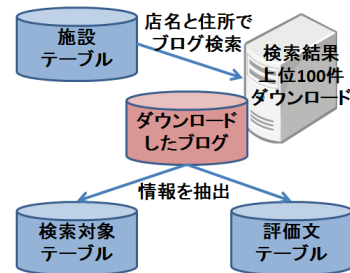 施設
テーブル
店名と住所で
ブログ検索
検索結果
上位100件
ダウンロード
ダウンロード
したブログ
情報を抽出
検索対象
テーブル
評価文
テーブル